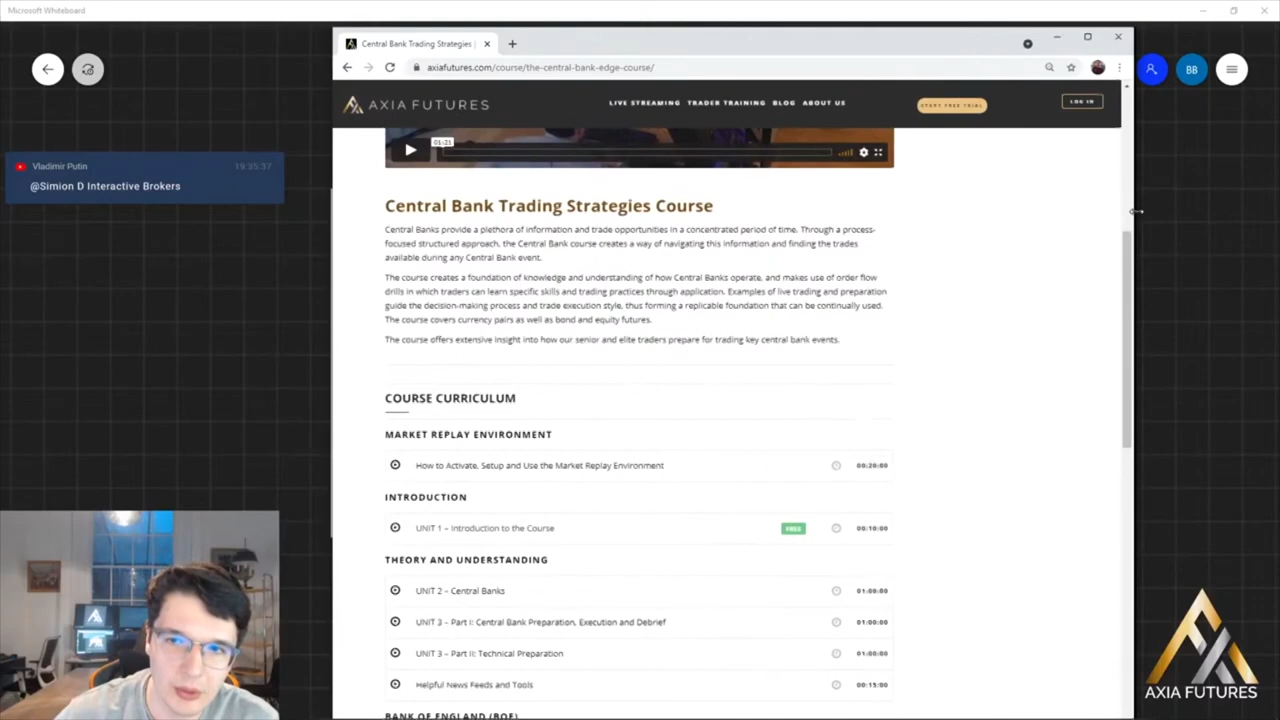 Microsoft Whiteboard
Central Bank Trading Strategies |
axiafutures.com/course/the-central-bank-edge-course/
BB
AXIA FUTURES
LIVE STREAMING TRADER TRAINING BLOG ABOUT US
START FREE TRIAL
LOG IN
01:21
Vladimir Putin 19:35:37
@Simion D Interactive Brokers
Central Bank Trading Strategies Course
Central Banks provide a plethora of information and trade opportunities in a concentrated period of time. Through a process-
focused structured approach, the Central Bank course creates a way of navigating this information and finding the trades
available during any Central Bank event.
The course creates a foundation of knowledge and understanding of how Central Banks operate, and makes use of order flow
drills in which traders can learn specific skills and trading practices through application. Examples of live trading and preparation
guide the decision-making process and trade execution style, thus forming a replicable foundation that can be continually used.
The course covers currency pairs as well as bond and equity futures.
The course offers extensive insight into how our senior and elite traders prepare for trading key central bank events.
COURSE CURRICULUM
MARKET REPLAY ENVIRONMENT
How to Activate, Setup and Use the Market Replay Environment 00:20:00
INTRODUCTION
UNIT 1 – Introduction to the Course FREE 00:10:00
THEORY AND UNDERSTANDING
UNIT 2 – Central Banks 01:00:00
UNIT 3 – Part I: Central Bank Preparation, Execution and Debrief 01:00:00
UNIT 3 – Part II: Technical Preparation 01:00:00
Helpful News Feeds and Tools 00:15:00
BANK OF ENGLAND (BOE)
AXIA FUTURES